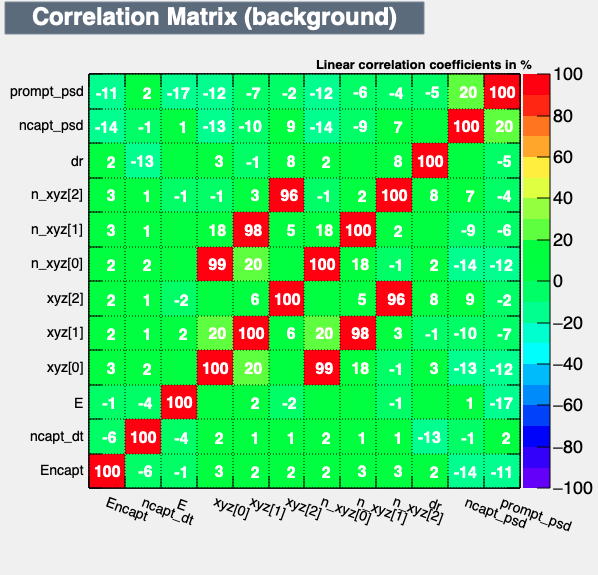 Correlation Matrix (background)
Linear correlation coefficients in %
prompt_psd -11 2 -17 -12 -7 -2 -12 -6 -4 -5 20 100
ncapt_psd -14 -1 1 -13 -10 9 -14 -9 7 100 20
dr 2 -13 3 -1 8 2 8 100 -5
n_xyz[2] 3 1 -1 -1 3 96 -1 2 100 8 7 -4
n_xyz[1] 3 1 18 98 5 18 100 2 -9 -6
n_xyz[0] 2 2 99 20 100 18 -1 2 -14 -12
xyz[2] 2 1 -2 6 100 5 96 8 9 -2
xyz[1] 2 1 2 20 100 6 20 98 3 -1 -10 -7
xyz[0] 3 2 100 20 99 18 -1 3 -13 -12
E -1 -4 100 2 -2 -1 1 -17
ncapt_dt -6 100 -4 2 1 1 2 1 1 -13 -1 2
Encapt 100 -6 -1 3 2 2 2 3 3 2 -14 -11
Encapt ncapt_dt E xyz[0] xyz[1] xyz[2] n_xyz[0] n_xyz[1] n_xyz[2] dr ncapt_psd prompt_psd
100
80
60
40
20
0
−20
−40
−60
−80
−100